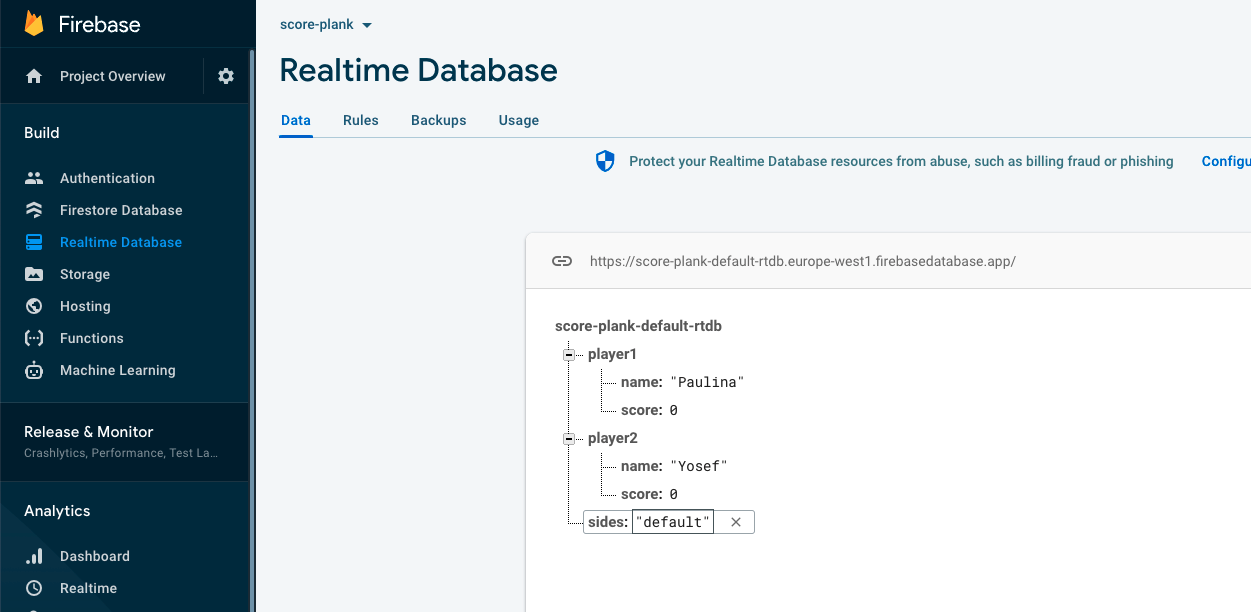 Firebase
Project Overview
Build
Authentication
Firestore Database
Realtime Database
Storage
Hosting
Functions
Machine Learning
Release & Monitor
Crashlytics, Performance, Test La...
Analytics
Dashboard
Realtime
score-plank
Realtime Database
Data Rules Backups Usage
Protect your Realtime Database resources from abuse, such as billing fraud or phishing Configu
https://score-plank-default-rtdb.europe-west1.firebasedatabase.app/
score-plank-default-rtdb
player1
name: "Paulina"
score: 0
player2
name: "Yosef"
score: 0
sides: "default"